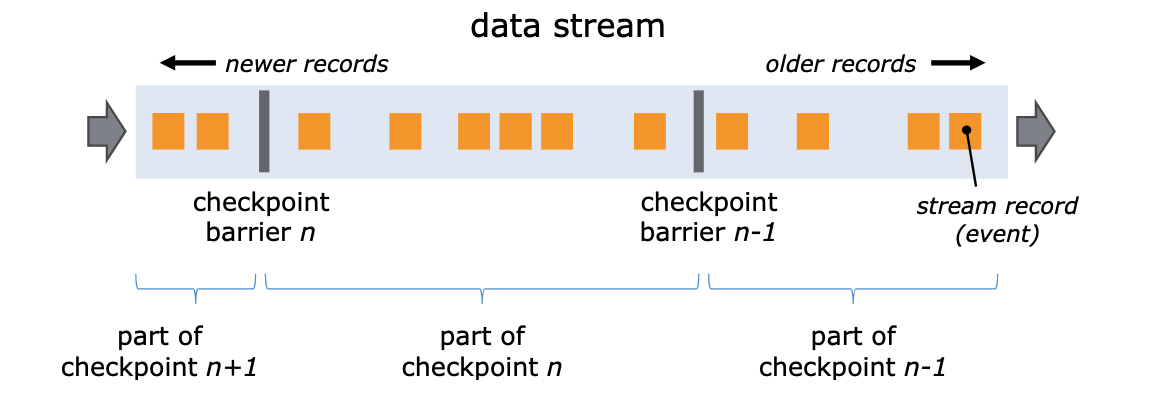 data stream
newer records
older records
checkpoint
barrier n
checkpoint
barrier n-1
stream record
(event)
part of
checkpoint n+1
part of
checkpoint n
part of
checkpoint n-1